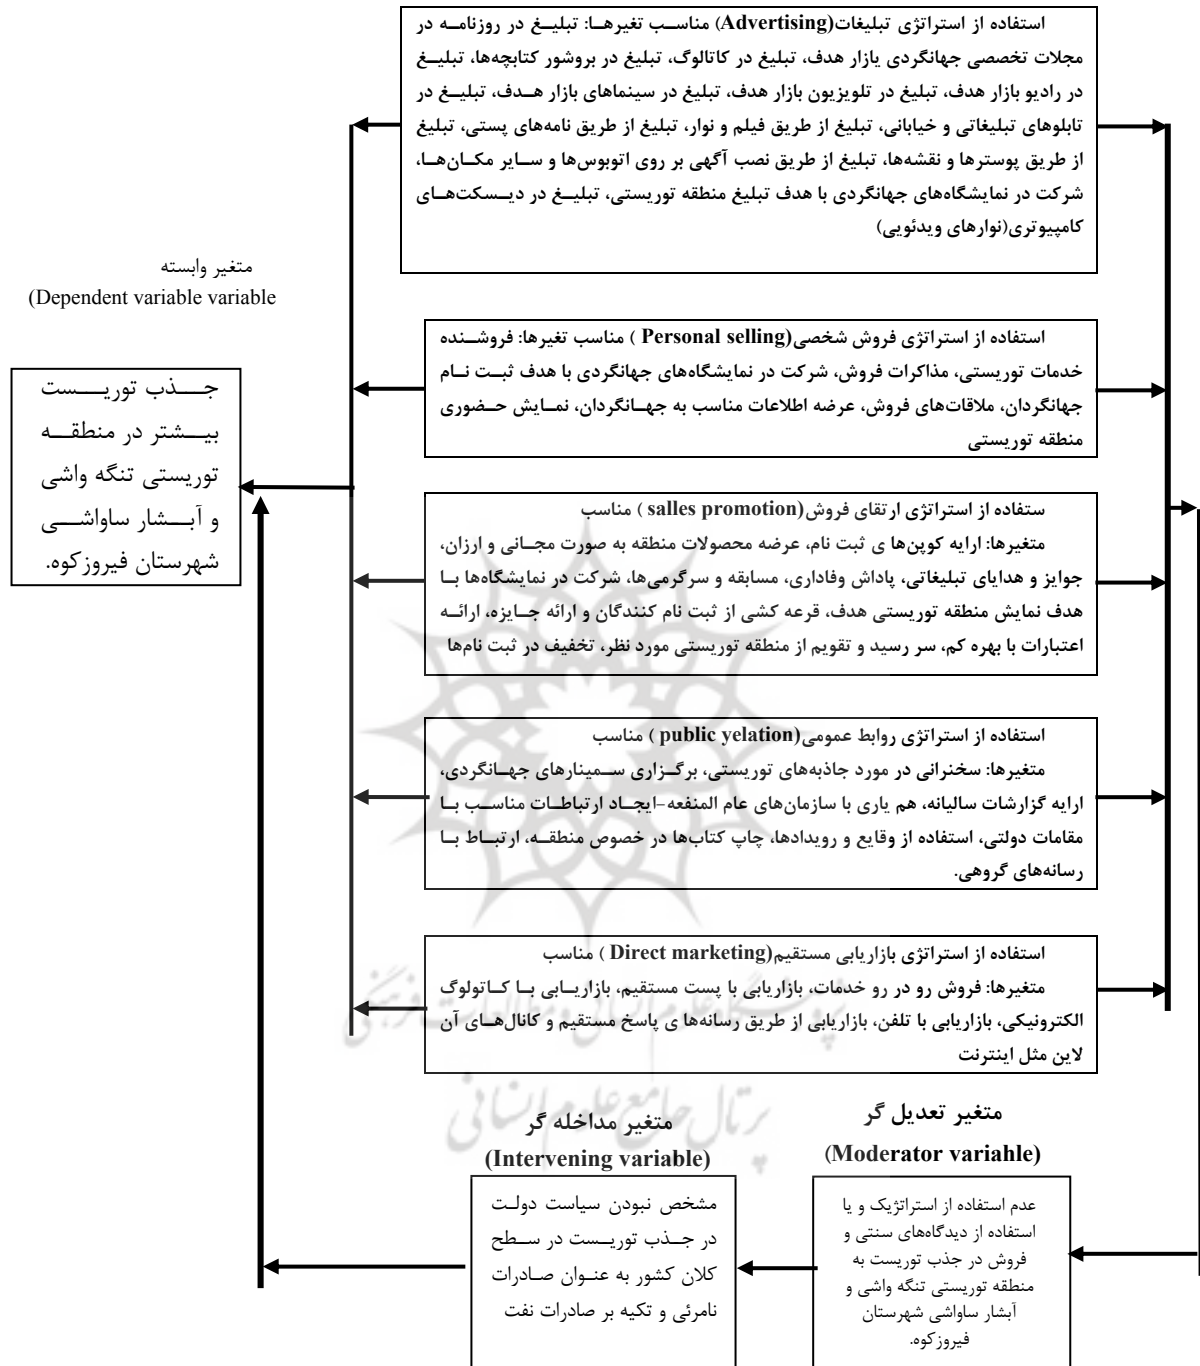 استفاده از استراتژی تبلیغات(Advertising) مناسب تغیرها: تبلیغ در روزنامه در
مجلات تخصصی جهانگردی یازار هدف، تبلیغ در کاتالوگ، تبلیغ در بروشور کتابچه‌ها، تبلیغ
در رادیو بازار هدف، تبلیغ در تلویزیون بازار هدف، تبلیغ در سینماهای بازار هدف، تبلیغ در
تابلوهای تبلیغاتی و خیابانی، تبلیغ از طریق فیلم و نوار، تبلیغ از طریق نامه‌های پستی، تبلیغ
از طریق پوسترها و نقشه‌ها، تبلیغ از طریق نصب آگهی بر روی اتوبوس‌ها و سایر مکان‌ها،
شرکت در نمایشگاه‌های جهانگردی با هدف تبلیغ منطقه توریستی، تبلیغ در دیسکت‌های
کامپیوتری(نوارهای ویدئویی)
متغیر وابسته
(Dependent variable variable
استفاده از استراتژی فروش شخصی(Personal selling ) مناسب تغیرها: فروشنده
خدمات توریستی، مذاکرات فروش، شرکت در نمایشگاه‌های جهانگردی با هدف ثبت نام
جهانگردان، ملاقات‌های فروش، عرضه اطلاعات مناسب به جهانگردان، نمایش حضوری
منطقه توریستی
جذب توریست
بیشتر در منطقه
توریستی تنگه واشی
و آبشار ساواشی
شهرستان فیروزکوه.
ستفاده از استراتژی ارتقای فروش(salles promotion ) مناسب
متغیرها: ارایه کوپن‌ها ی ثبت نام، عرضه محصولات منطقه به صورت مجانی و ارزان،
جوایز و هدایای تبلیغاتی، پاداش وفاداری، مسابقه و سرگرمی‌ها، شرکت در نمایشگاه‌ها با
هدف نمایش منطقه توریستی هدف، قرعه کشی از ثبت نام کنندگان و ارائه جایزه، ارائه
اعتبارات با بهره کم، سر رسید و تقویم از منطقه توریستی مورد نظر، تخفیف در ثبت نام‌ها
استفاده از استراتژی روابط عمومی(public yelation ) مناسب
متغیرها: سخنرانی در مورد جاذبه‌های توریستی، برگزاری سمینارهای جهانگردی،
ارایه گزارشات سالیانه، هم یاری با سازمان‌های عام المنفعه-ایجاد ارتباطات مناسب با
مقامات دولتی، استفاده از وقایع و رویدادها، چاپ کتاب‌ها در خصوص منطقه، ارتباط با
رسانه‌های گروهی.
استفاده از استراتژی بازاریابی مستقیم(Direct marketing ) مناسب
متغیرها: فروش رو در رو خدمات، بازاریابی با پست مستقیم، بازاریابی با کاتولوگ
الکترونیکی، بازاریابی با تلفن، بازاریابی از طریق رسانه‌ها ی پاسخ مستقیم و کانال‌های آن
لاین مثل اینترنت
پژوهشگاه علوم انسانی و مطالعات فرهنگی
پرتال جامع علوم انسانی
متغیر تعدیل گر
(Moderator variahle)
عدم استفاده از استراتژیک و یا
استفاده از دیدگاه‌های سنتی و
فروش در جذب توریست به
منطقه توریستی تنگه واشی و
آبشار ساواشی شهرستان
فیروزکوه.
متغیر مداخله گر
(Intervening variable)
مشخص نبودن سیاست دولت
در جذب توریست در سطح
کلان کشور به عنوان صادرات
نامرئی و تکیه بر صادرات نفت